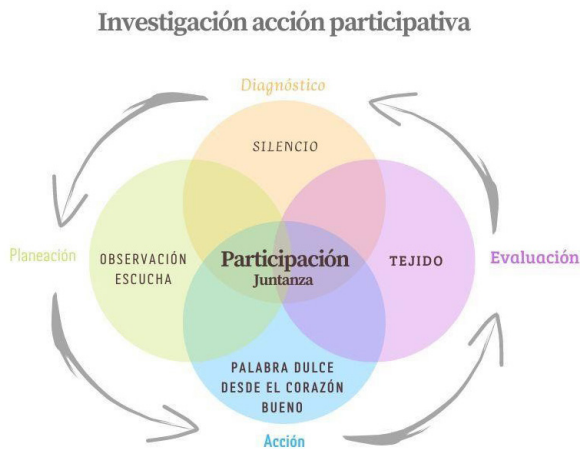 Investigación acción participativa
Diagnóstico
SILENCIO
Planeación
OBSERVACIÓN
ESCUCHA
Participación
Juntanza
TEJIDO
Evaluación
PALABRA DULCE
DESDE EL CORAZÓN
BUENO
Acción